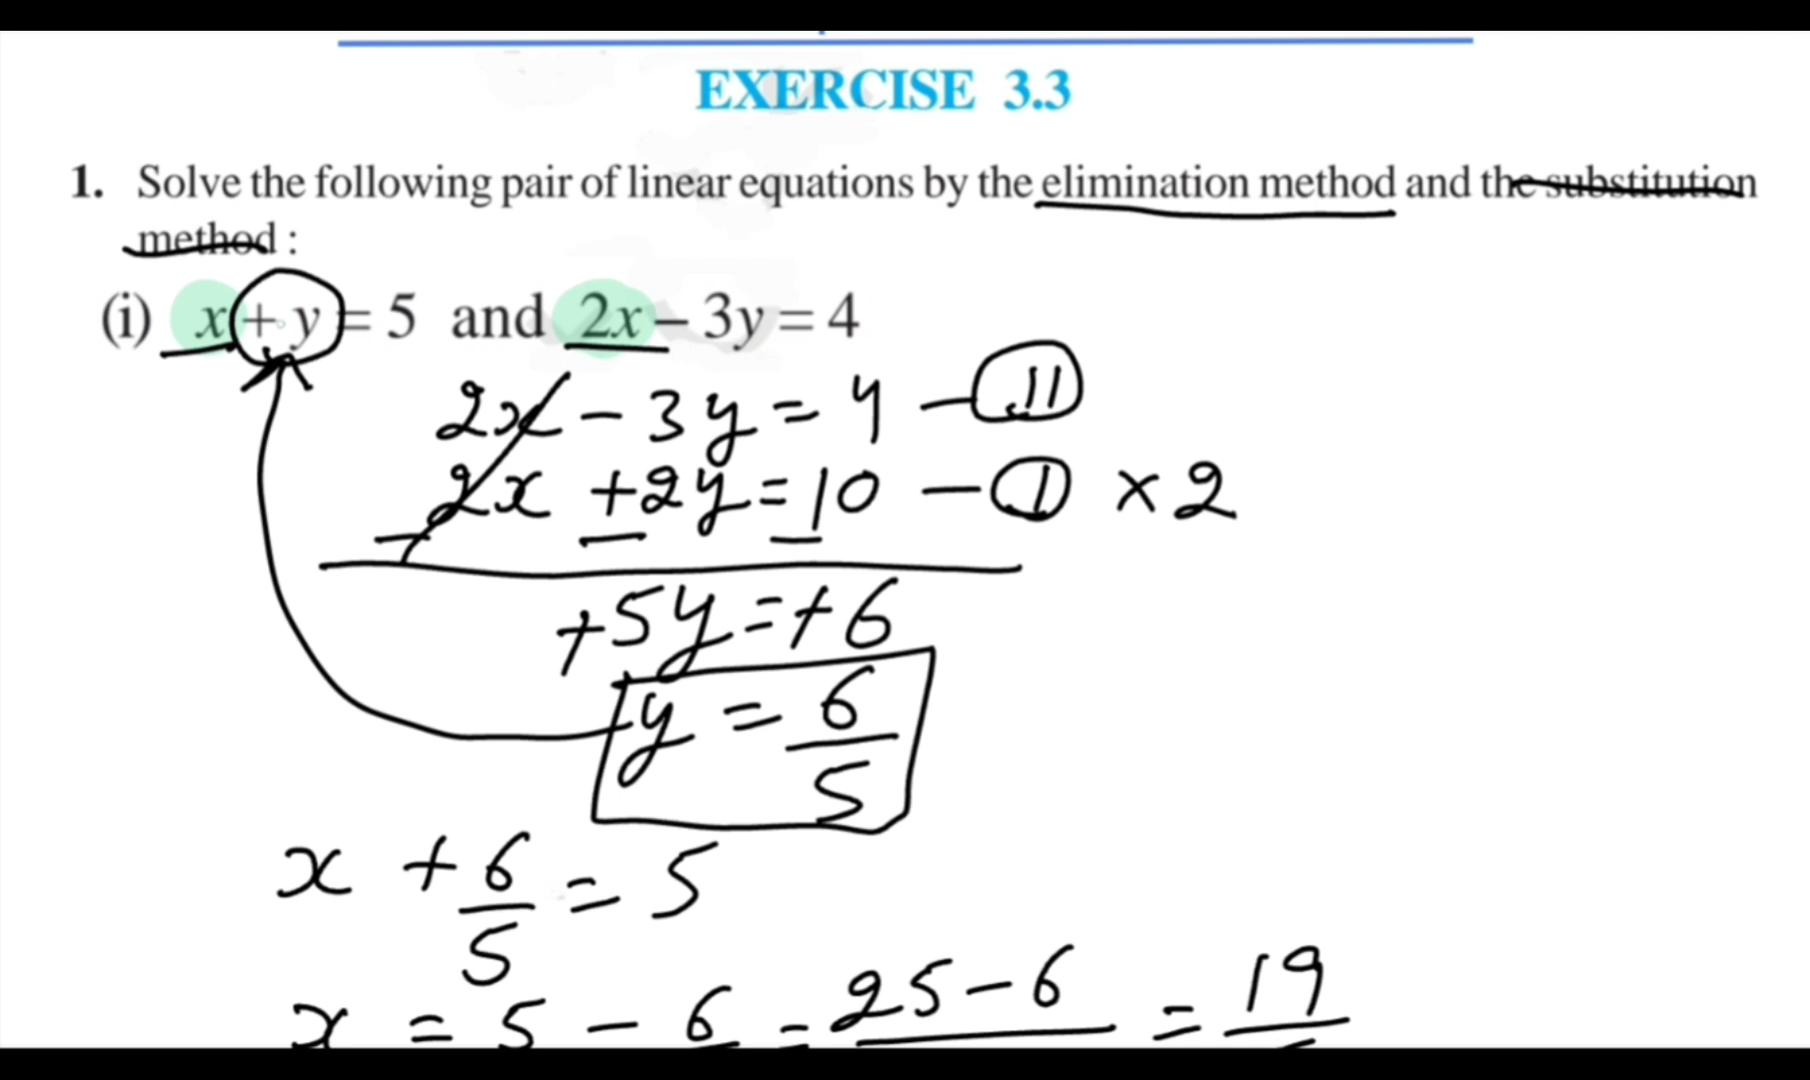 EXERCISE 3.3
1. Solve the following pair of linear equations by the elimination method and the substitution
method :
(i) x + y = 5 and 2x – 3y = 4
2x - 3y = 4 - II
2x + 2y = 10 - I × 2
- - -
+5y = +6
y = 6/5
x + 6/5 = 5
x = 5 - 6 = 25 - 6 = 19